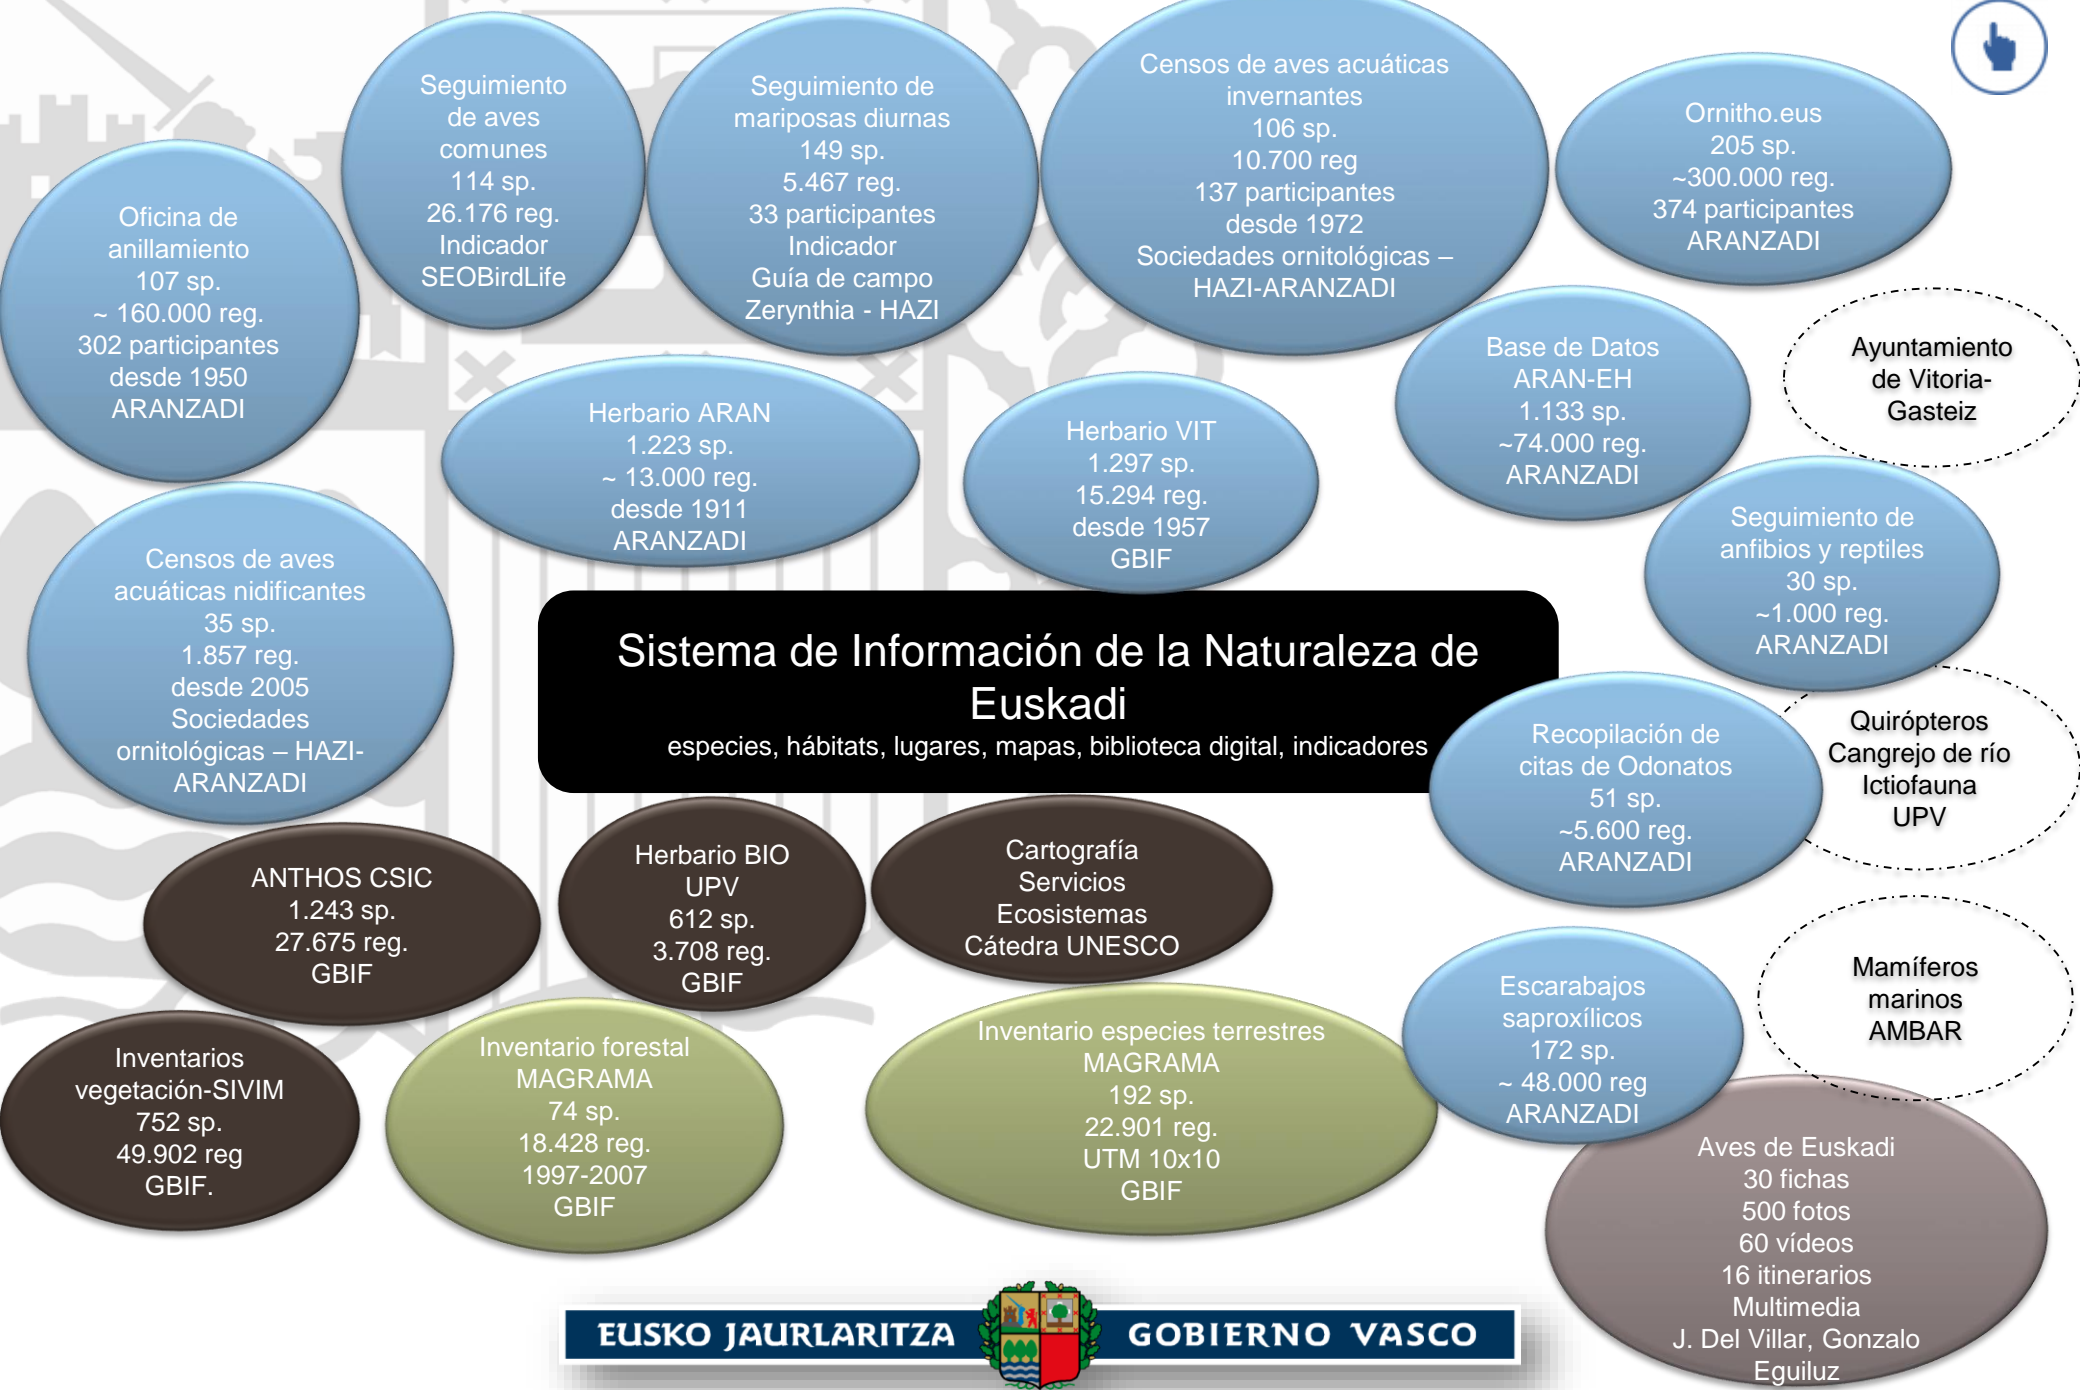 Seguimiento
de aves
comunes
114 sp.
26.176 reg.
Indicador
SEOBirdLife
Seguimiento de
mariposas diurnas
149 sp.
5.467 reg.
33 participantes
Indicador
Guía de campo
Zerynthia - HAZI
Censos de aves acuáticas
invernantes
106 sp.
10.700 reg
137 participantes
desde 1972
Sociedades ornitológicas –
HAZI-ARANZADI
Ornitho.eus
205 sp.
~300.000 reg.
374 participantes
ARANZADI
Oficina de
anillamiento
107 sp.
~ 160.000 reg.
302 participantes
desde 1950
ARANZADI
Herbario ARAN
1.223 sp.
~ 13.000 reg.
desde 1911
ARANZADI
Herbario VIT
1.297 sp.
15.294 reg.
desde 1957
GBIF
Base de Datos
ARAN-EH
1.133 sp.
~74.000 reg.
ARANZADI
Ayuntamiento
de Vitoria-
Gasteiz
Seguimiento de
anfibios y reptiles
30 sp.
~1.000 reg.
ARANZADI
Censos de aves
acuáticas nidificantes
35 sp.
1.857 reg.
desde 2005
Sociedades
ornitológicas – HAZI-
ARANZADI
Sistema de Información de la Naturaleza de
Euskadi
especies, hábitats, lugares, mapas, biblioteca digital, indicadores
Recopilación de
citas de Odonatos
51 sp.
~5.600 reg.
ARANZADI
Quirópteros
Cangrejo de río
Ictiofauna
UPV
ANTHOS CSIC
1.243 sp.
27.675 reg.
GBIF
Herbario BIO
UPV
612 sp.
3.708 reg.
GBIF
Cartografía
Servicios
Ecosistemas
Cátedra UNESCO
Escarabajos
saproxílicos
172 sp.
~ 48.000 reg
ARANZADI
Mamíferos
marinos
AMBAR
Inventarios
vegetación-SIVIM
752 sp.
49.902 reg
GBIF.
Inventario forestal
MAGRAMA
74 sp.
18.428 reg.
1997-2007
GBIF
Inventario especies terrestres
MAGRAMA
192 sp.
22.901 reg.
UTM 10x10
GBIF
Aves de Euskadi
30 fichas
500 fotos
60 vídeos
16 itinerarios
Multimedia
J. Del Villar, Gonzalo
Eguiluz
EUSKO JAURLARITZA
GOBIERNO VASCO